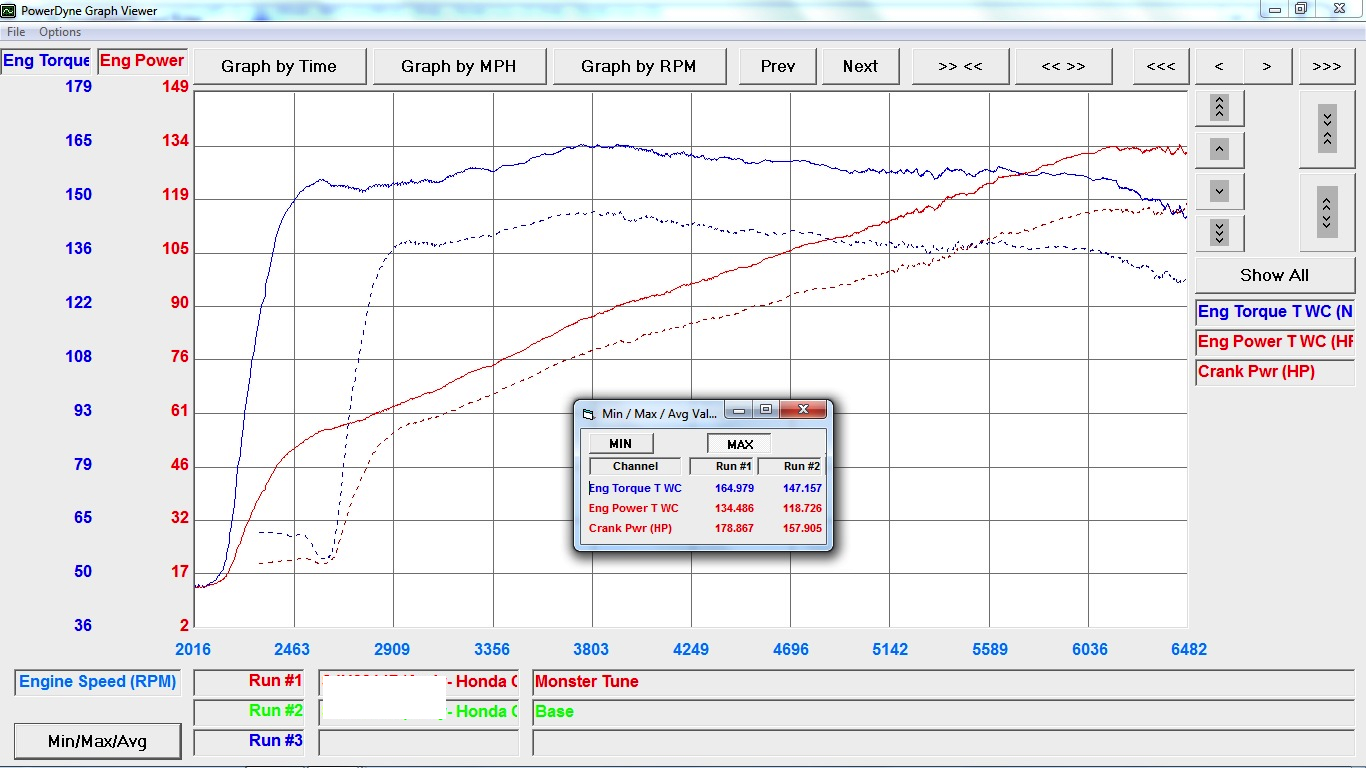 PowerDyne Graph Viewer
File Options
Eng Torque Eng Power Graph by Time Graph by MPH Graph by RPM Prev Next >> << << >> <<< < > >>>
179 149
165 134
150 119
136 105
122 90
108 76
93 61
79 46
65 32
50 17
36 2
2016 2463 2909 3356 3803 4249 4696 5142 5589 6036 6482
Show All
Eng Torque T WC (N
Eng Power T WC (HP
Crank Pwr (HP)
Min / Max / Avg Val...
MIN MAX
Channel Run #1 Run #2
Eng Torque T WC 164.979 147.157
Eng Power T WC 134.486 118.726
Crank Pwr (HP) 178.867 157.905
Engine Speed (RPM) Run #1 - Honda Monster Tune
Run #2 - Honda Base
Min/Max/Avg Run #3